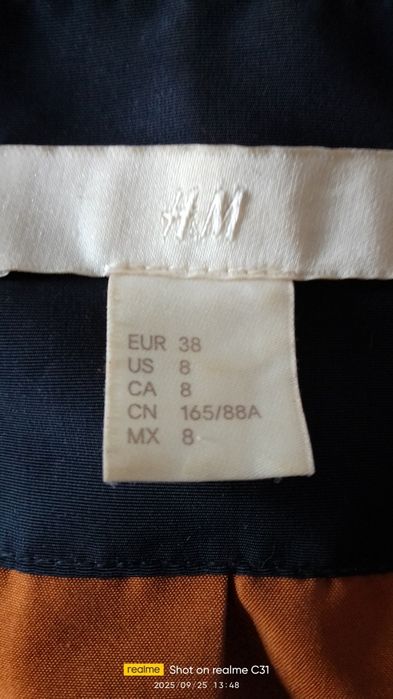 H&M
EUR 38
US 8
CA 8
CN 165/88A
MX 8
realme Shot on realme C31
2025/09/25 13:48